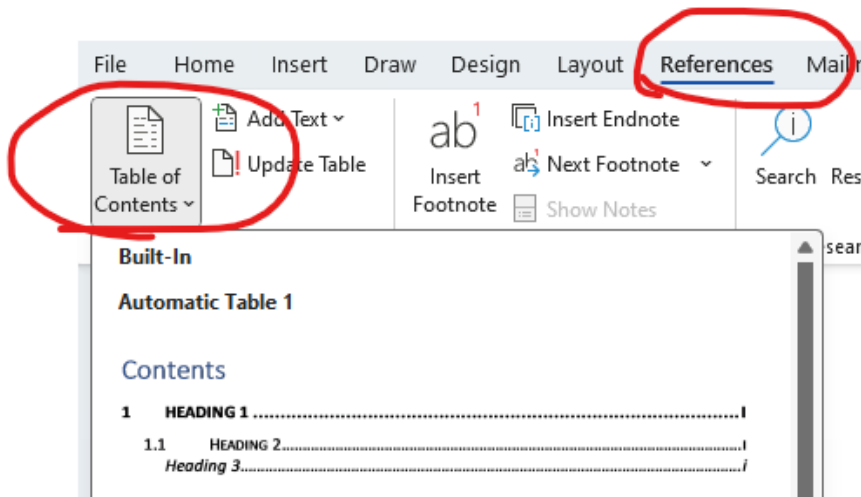 File Home Insert Draw Design Layout References
Table of
Contents
Add Text
Update Table
ab1
Insert
Footnote
[i] Insert Endnote
ab Next Footnote
Show Notes
i
Search
Built-In
Automatic Table 1
Contents
1 HEADING 1 ........ I
1.1 HEADING 2 ........ I
Heading 3 ........ i